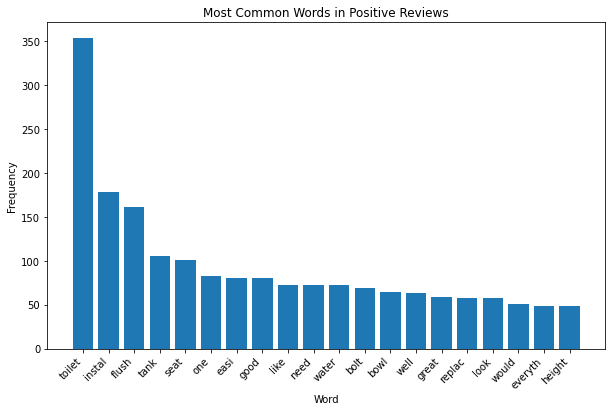 Most Common Words in Positive Reviews
350
300
250
200
150
100
50
0
Frequency
toilet
instal
flush
tank
seat
one
easi
good
like
need
water
bolt
bowl
well
great
replac
look
would
everyth
height
Word